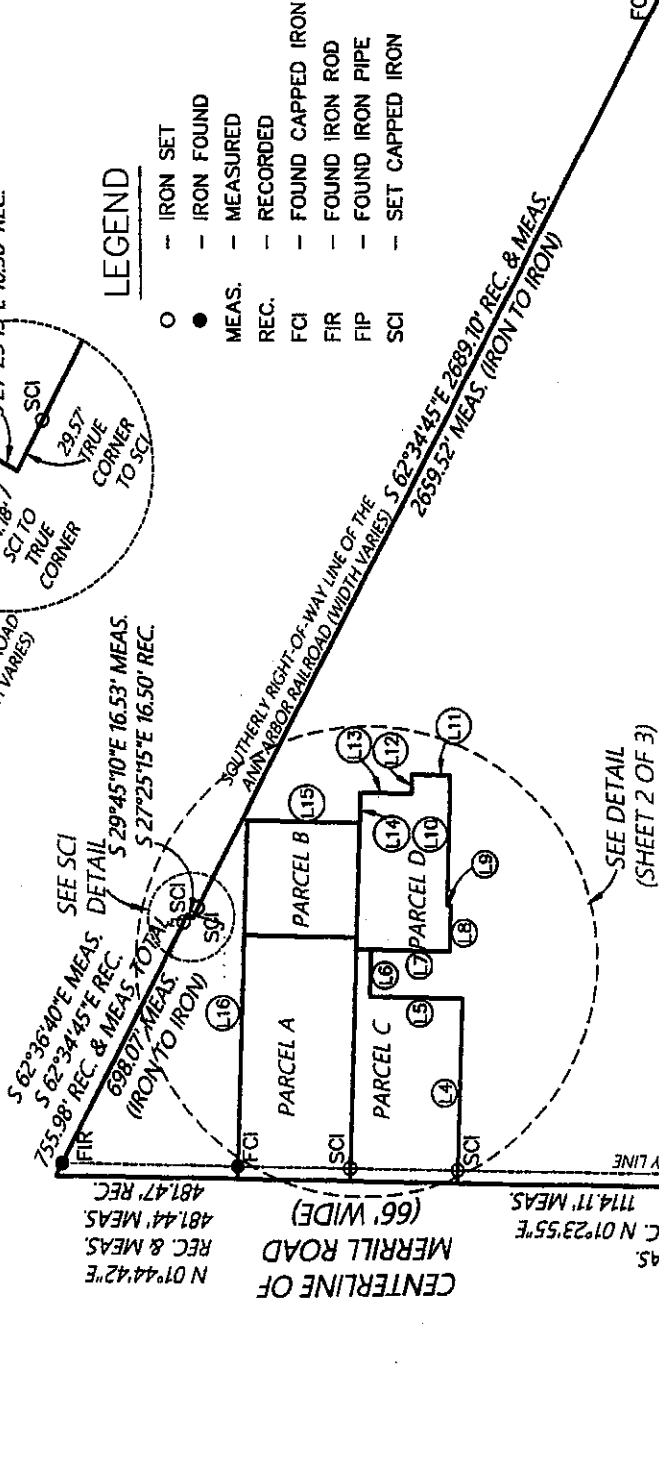 LEGEND
○ - IRON SET
● - IRON FOUND
MEAS. - MEASURED
REC. - RECORDED
FCI - FOUND CAPPED IRON
FIR - FOUND IRON ROD
FIP - FOUND IRON PIPE
SCI - SET CAPPED IRON
SCI
29.57'
TRUE
CORNER
TO SCI
SCI TO
TRUE
CORNER
VARIES)
SEE SCI
DETAIL
S 29°45'10"E 16.53' MEAS.
S 27°25'15"E 16.50' REC.
S 62°36'40"E MEAS.
S 62°34'45"E REC.
755.98' REC. & MEAS. TOTAL
698.07' MEAS.
(IRON TO IRON)
SCI
SCI
SOUTHERLY RIGHT-OF-WAY LINE OF THE
ANN ARBOR RAILROAD (WIDTH VARIES)
S 62°34'45"E 2689.10' REC. & MEAS.
2659.52' MEAS. (IRON TO IRON)
FIR
FCI
SCI
SCI
N 01°44'42"E
REC & MEAS.
481.44' MEAS.
481.47' REC.
CENTERLINE OF
MERRILL ROAD
(66' WIDE)
C. N 01°23'55"E
1114.11' MEAS.
Y LINE
PARCEL A
PARCEL B
PARCEL C
PARCEL D
L4
L5
L6
L7
L8
L9
L10
L11
L12
L13
L14
L15
L16
SEE DETAIL
(SHEET 2 OF 3)